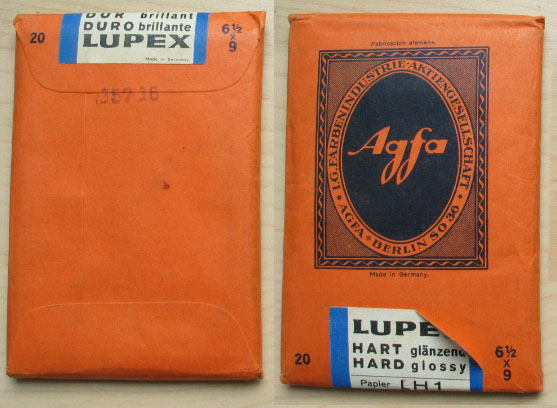 DUR brillant
DURO brillante
LUPEX
Made in Germany.
20
6½
x
9
15716
Fabricación alemana.
I.G. FARBENINDUSTRIE-AKTIENGESELLSCHAFT
Agfa
* AGFA * BERLIN SO·36 *
Made in Germany.
LUPEX
HART glänzend
HARD glossy
Papier LH1
20
6½
x
9